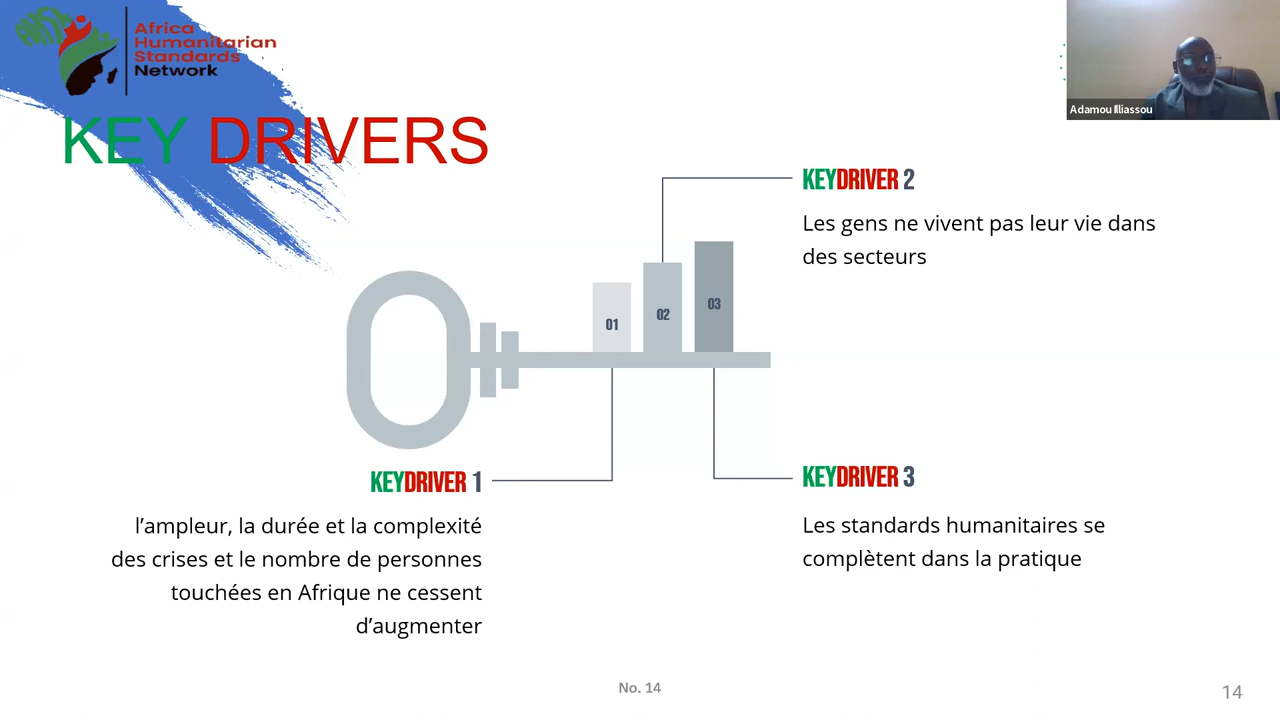 AHSN
Africa
Humanitarian
Standards
Network
Adamou Illiassou
KEY DRIVERS
KEYDRIVER 2
Les gens ne vivent pas leur vie dans
des secteurs
01
02
03
KEYDRIVER 1
l’ampleur, la durée et la complexité
des crises et le nombre de personnes
touchées en Afrique ne cessent
d’augmenter
KEYDRIVER 3
Les standards humanitaires se
complètent dans la pratique
No. 14
14